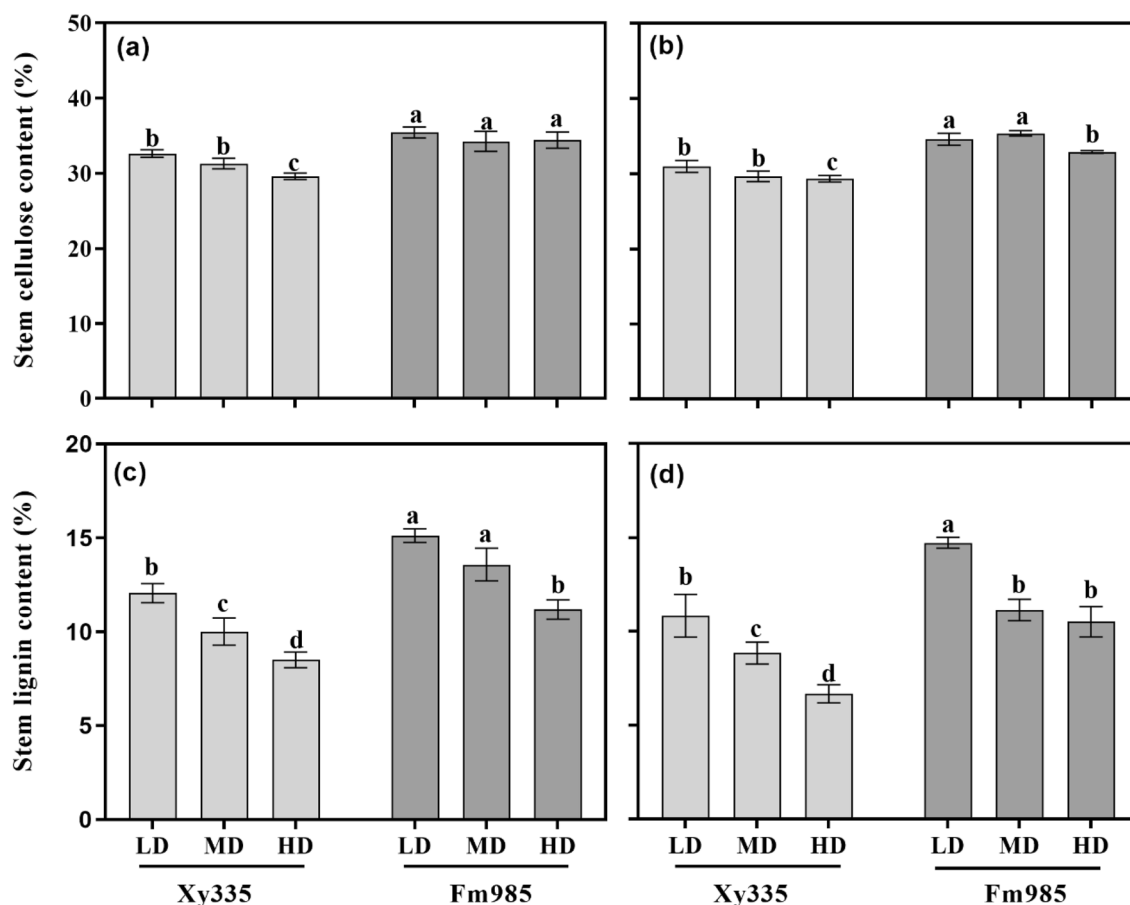 Stem cellulose content (%)
50
40
30
20
10
0
(a)
b
b
c
a
a
a
(b)
b
b
c
a
a
b
Stem lignin content (%)
20
15
10
5
0
(c)
b
c
d
a
a
b
(d)
b
c
d
a
b
b
LD MD HD LD MD HD LD MD HD LD MD HD
Xy335 Fm985 Xy335 Fm985